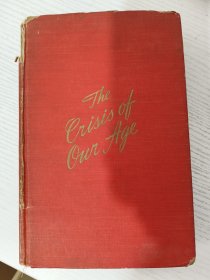 The
Crisis of
Our Age